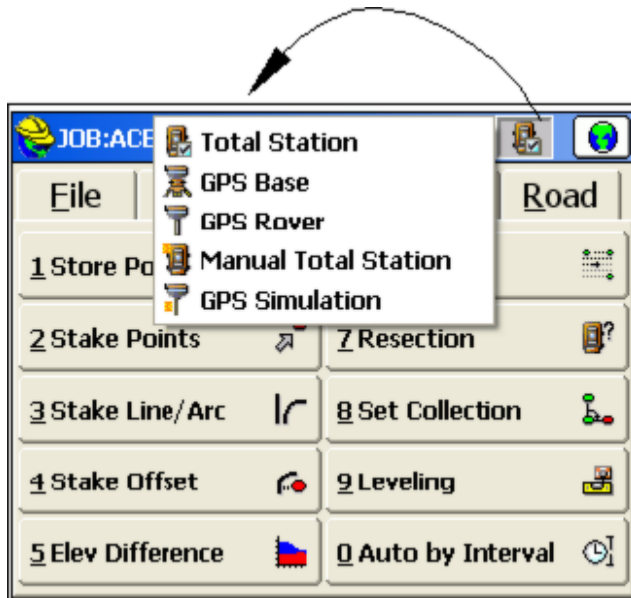 JOB:ACE
Total Station
GPS Base
GPS Rover
Manual Total Station
GPS Simulation
File
Road
1 Store Po
2 Stake Points
7 Resection
3 Stake Line/Arc
8 Set Collection
4 Stake Offset
9 Leveling
5 Elev Difference
0 Auto by Interval